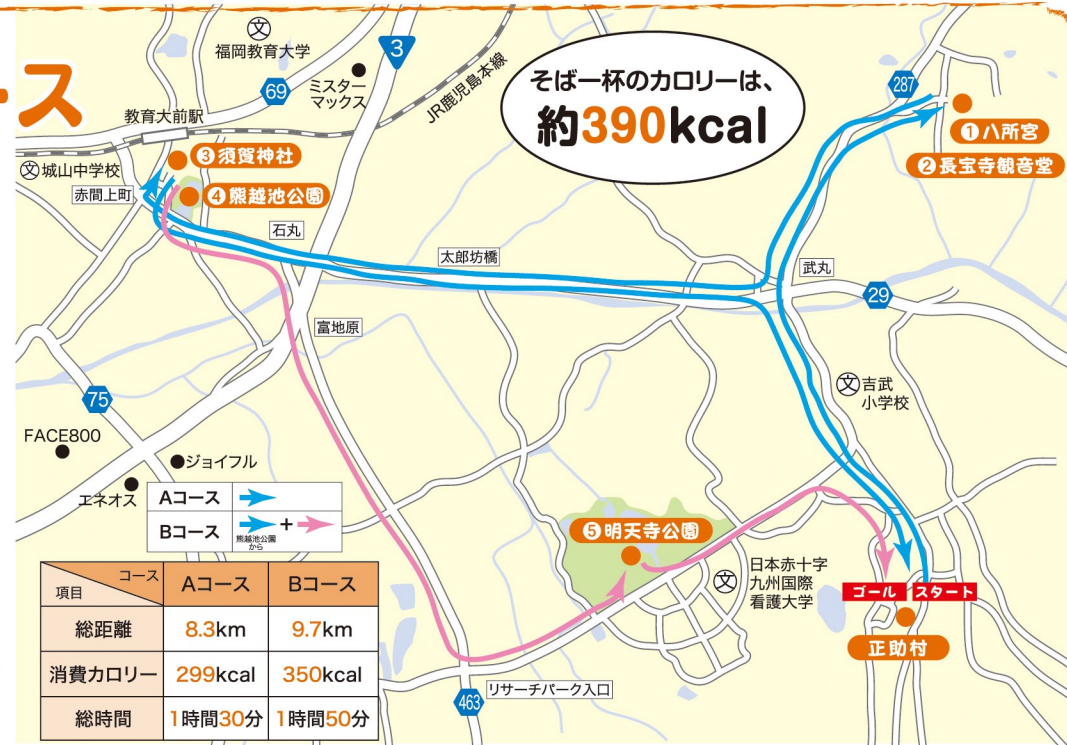 ース
文
福岡教育大学
3
69
ミスター
マックス
JR鹿児島本線
教育大前駅
文 城山中学校
赤間上町
③須賀神社
④熊越池公園
そば一杯のカロリーは、
約390kcal
287
①八所宮
②長宝寺観音堂
石丸
太郎坊橋
武丸
29
富地原
文 吉武
小学校
75
FACE800
ジョイフル
エネオス
Aコース
Bコース
熊越池公園
から
+
⑤明天寺公園
文
日本赤十字
九州国際
看護大学
ゴール スタート
正助村
リサーチパーク入口
463
項目 コース Aコース Bコース
総距離 8.3km 9.7km
消費カロリー 299kcal 350kcal
総時間 1時間30分 1時間50分